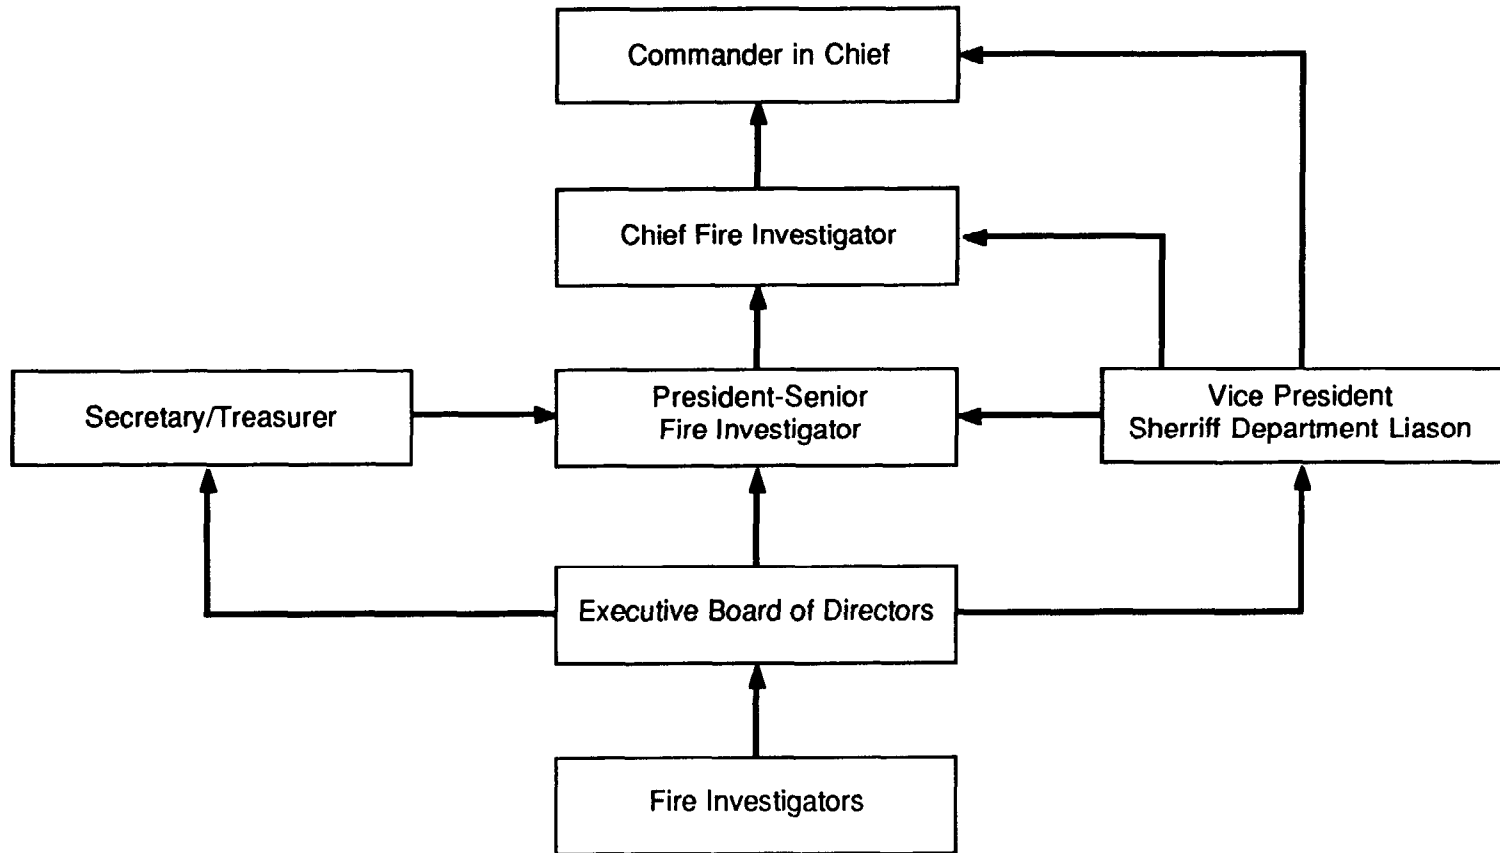 Commander in Chief
Chief Fire Investigator
Secretary/Treasurer
President-Senior
Fire Investigator
Vice President
Sherriff Department Liason
Executive Board of Directors
Fire Investigators